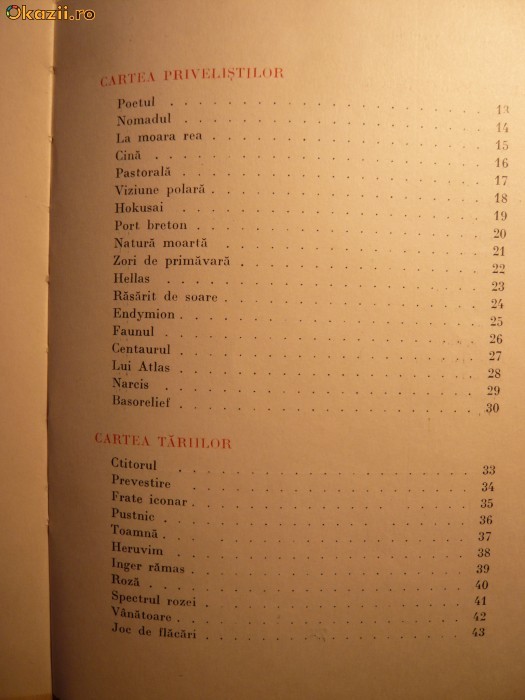 Okazii.ro
CARTEA PRIVELIȘTILOR
Poetul . . . . . . . . . . . . . . . 13
Nomadul . . . . . . . . . . . . . . . 14
La moara rea . . . . . . . . . . . . . . . 15
Cină . . . . . . . . . . . . . . . 16
Pastorală . . . . . . . . . . . . . . . 17
Viziune polară . . . . . . . . . . . . . . . 18
Hokusai . . . . . . . . . . . . . . . 19
Port breton . . . . . . . . . . . . . . . 20
Natură moartă . . . . . . . . . . . . . . . 21
Zori de primăvară . . . . . . . . . . . . . . . 22
Hellas . . . . . . . . . . . . . . . 23
Răsărit de soare . . . . . . . . . . . . . . . 24
Endymion . . . . . . . . . . . . . . . 25
Faunul . . . . . . . . . . . . . . . 26
Centaurul . . . . . . . . . . . . . . . 27
Lui Atlas . . . . . . . . . . . . . . . 28
Narcis . . . . . . . . . . . . . . . 29
Basorelief . . . . . . . . . . . . . . . 30
CARTEA TĂRIILOR
Ctitorul . . . . . . . . . . . . . . . 33
Prevestire . . . . . . . . . . . . . . . 34
Frate iconar . . . . . . . . . . . . . . . 35
Pustnic . . . . . . . . . . . . . . . 36
Toamnă . . . . . . . . . . . . . . . 37
Heruvim . . . . . . . . . . . . . . . 38
Inger rămas . . . . . . . . . . . . . . . 39
Roză . . . . . . . . . . . . . . . 40
Spectrul rozei . . . . . . . . . . . . . . . 41
Vânătoare . . . . . . . . . . . . . . . 42
Joc de flăcări . . . . . . . . . . . . . . . 43